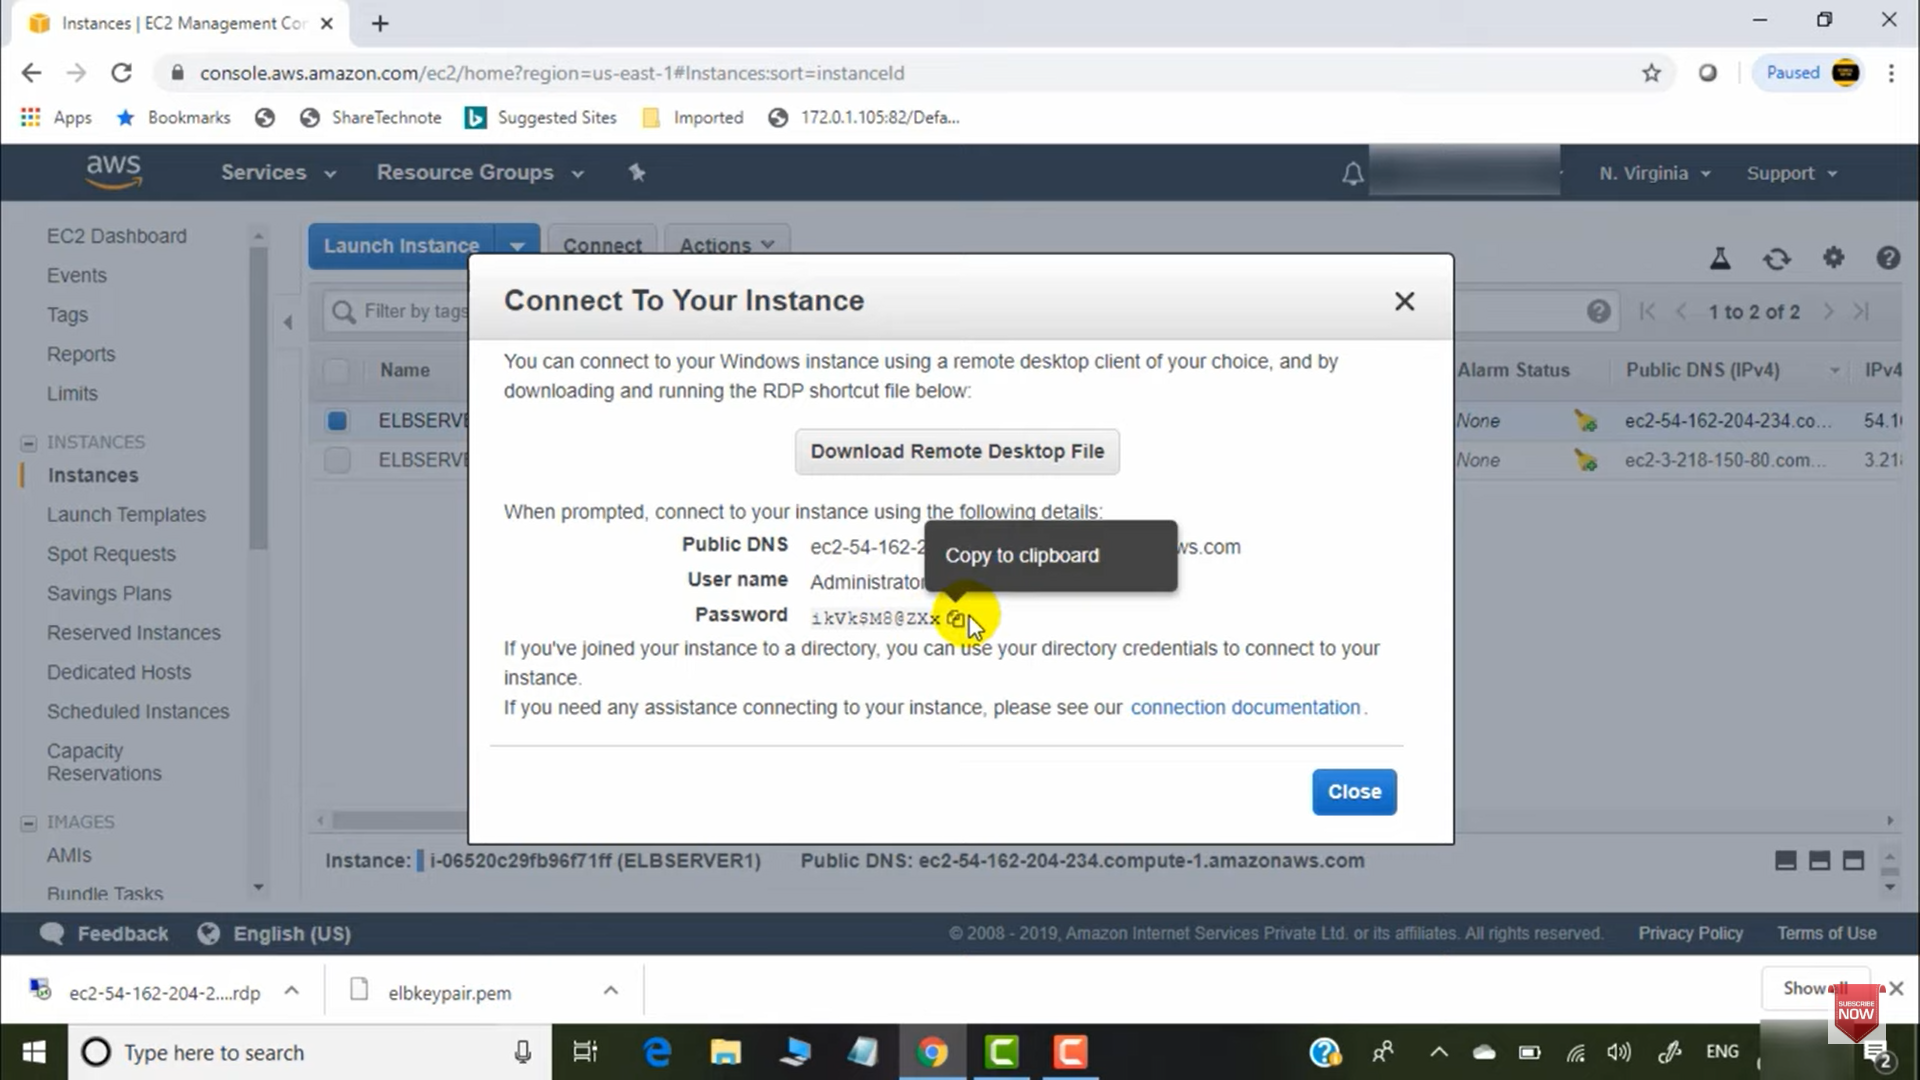 Instances | EC2 Management Cor
console.aws.amazon.com/ec2/home?region=us-east-1#Instances:sort=instanceId
Paused
Apps
Bookmarks
ShareTechnote
Suggested Sites
Imported
172.0.1.105:82/Defa...
aws
Services
Resource Groups
N. Virginia
Support
EC2 Dashboard
Events
Tags
Reports
Limits
INSTANCES
Instances
Launch Templates
Spot Requests
Savings Plans
Reserved Instances
Dedicated Hosts
Scheduled Instances
Capacity
Reservations
IMAGES
AMIs
Bundle Tasks
Launch Instance
Connect
Actions
Filter by tags
1 to 2 of 2
Name
Alarm Status
Public DNS (IPv4)
IPv4
ELBSERVE
None
ec2-54-162-204-234.co...
54.1
ELBSERVE
None
ec2-3-218-150-80.com...
3.21
Connect To Your Instance
You can connect to your Windows instance using a remote desktop client of your choice, and by
downloading and running the RDP shortcut file below:
Download Remote Desktop File
When prompted, connect to your instance using the following details:
Copy to clipboard
Public DNS ec2-54-162-2 ws.com
User name Administrator
Password ikVk$M8@ZXx
If you've joined your instance to a directory, you can use your directory credentials to connect to your
instance.
If you need any assistance connecting to your instance, please see our connection documentation.
Close
Instance: i-06520c29fb96f71ff (ELBSERVER1) Public DNS: ec2-54-162-204-234.compute-1.amazonaws.com
Feedback
English (US)
© 2008 - 2019, Amazon Internet Services Private Ltd. or its affiliates. All rights reserved.
Privacy Policy
Terms of Use
ec2-54-162-204-2....rdp
elbkeypair.pem
Show all
SUBSCRIBE
NOW
Type here to search
ENG
2